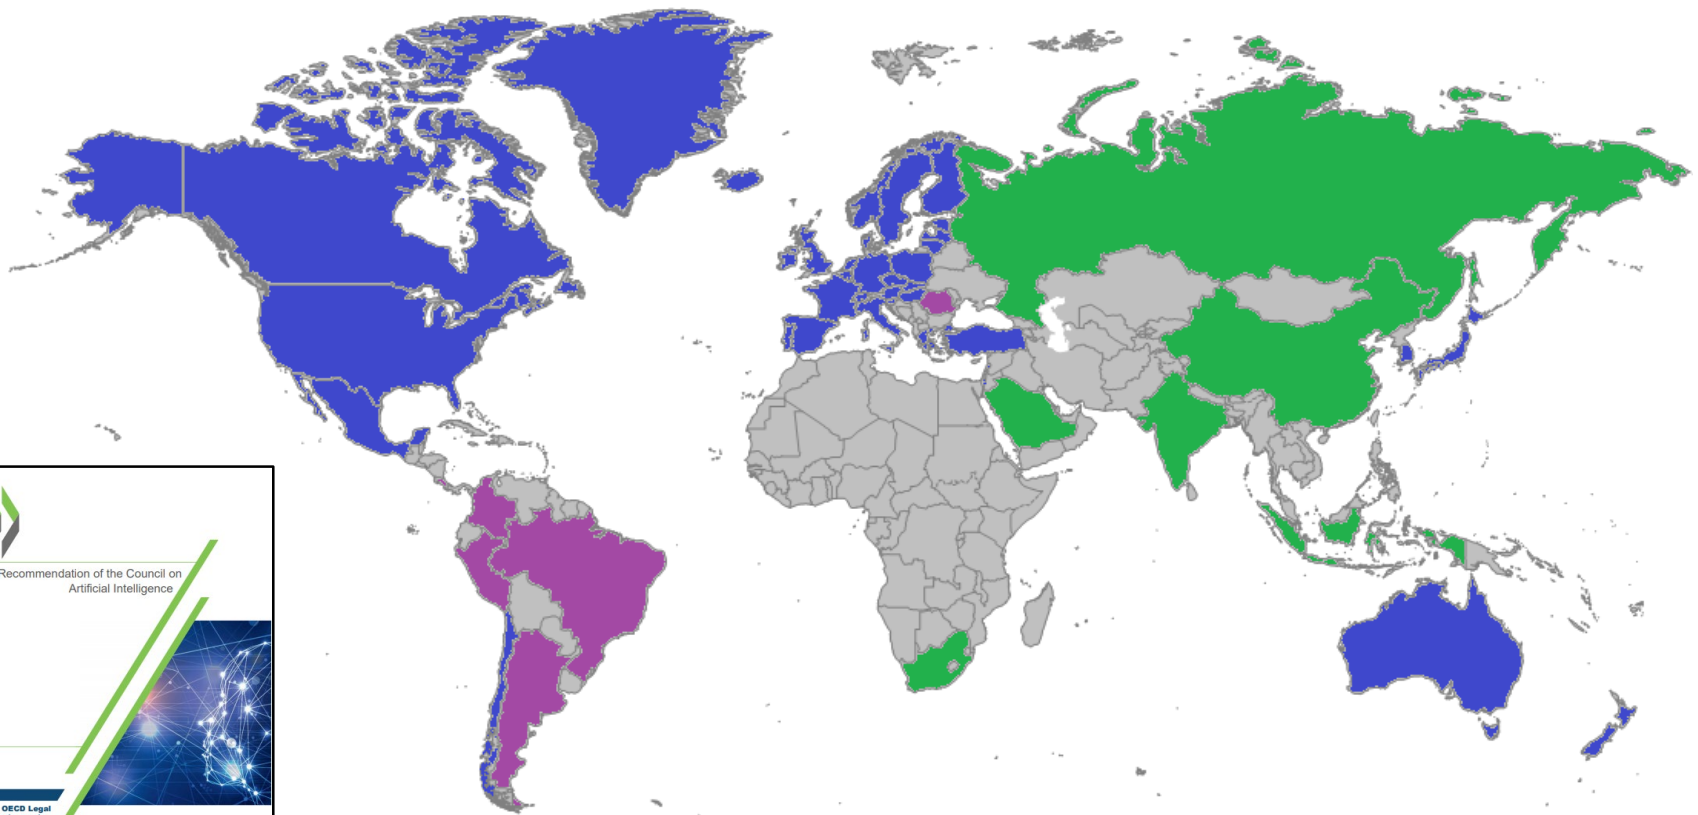 Recommendation of the Council on
Artificial Intelligence
OECD Legal